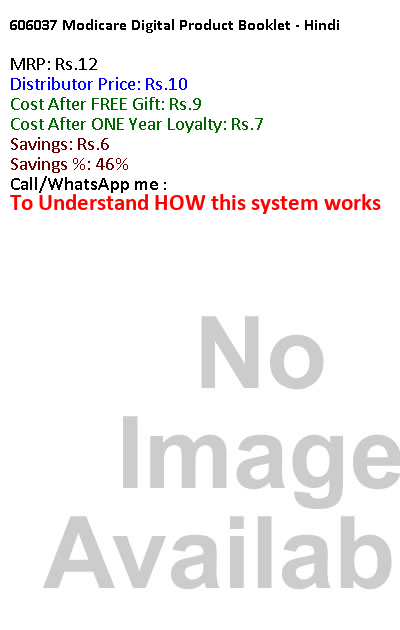 606037 Modicare Digital Product Booklet - Hindi
MRP: Rs.12
Distributor Price: Rs.10
Cost After FREE Gift: Rs.9
Cost After ONE Year Loyalty: Rs.7
Savings: Rs.6
Savings %: 46%
Call/WhatsApp me :
To Understand HOW this system works
No
Image
Availab